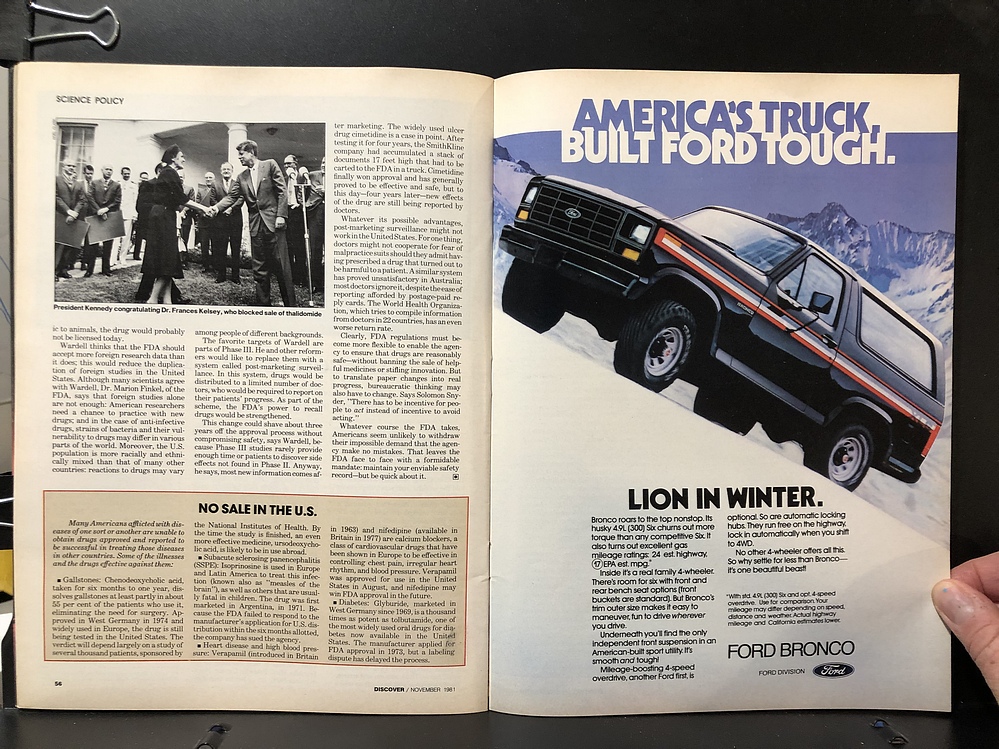 SCIENCE POLICY
President Kennedy congratulating Dr. Frances Kelsey, who blocked sale of thalidomide
ic to animals, the drug would probably
not be licensed today.
Wardell thinks that the FDA should
accept more foreign research data than
it does; this would reduce the duplica-
tion of foreign studies in the United
States. Although many scientists agree
with Wardell, Dr. Marion Finkel, of the
FDA, says that foreign studies alone
are not enough: American researchers
need a chance to practice with new
drugs; and in the case of anti-infective
drugs, strains of bacteria and their vul-
nerability to drugs may differ in various
parts of the world. Moreover, the U.S.
population is more racially and ethni-
cally mixed than that of many other
countries: reactions to drugs may vary
among people of different backgrounds.
The favorite targets of Wardell are
parts of Phase III. He and other reform-
ers would like to replace them with a
system called post-marketing surveil-
lance. In this system, drugs would be
distributed to a limited number of doc-
tors, who would be required to report on
their patients' progress. As part of the
scheme, the FDA's power to recall
drugs would be strengthened.
This change could shave about three
years off the approval process without
compromising safety, says Wardell, be-
cause Phase III studies rarely provide
enough time or patients to discover side
effects not found in Phase II. Anyway,
he says, most new information comes af-
ter marketing. The widely used ulcer
drug cimetidine is a case in point. After
testing it for four years, the SmithKline
company had accumulated a stack of
documents 17 feet high that had to be
carted to the FDA in a truck. Cimetidine
finally won approval and has generally
proved to be effective and safe, but to
this day—four years later—new effects
of the drug are still being reported by
doctors.
Whatever its possible advantages,
post-marketing surveillance might not
work in the United States. For one thing,
doctors might not cooperate for fear of
malpractice suits should they admit hav-
ing prescribed a drug that turned out to
be harmful to a patient. A similar system
has proved unsatisfactory in Australia;
most doctors ignore it, despite the ease of
reporting afforded by postage-paid re-
ply cards. The World Health Organiza-
tion, which tries to compile information
from doctors in 22 countries, has an even
worse return rate.
Clearly, FDA regulations must be-
come more flexible to enable the agen-
cy to ensure that drugs are reasonably
safe—without banning the sale of help-
ful medicines or stifling innovation. But
to translate paper changes into real
progress, bureaucratic thinking may
also have to change. Says Solomon Sny-
der, "There has to be incentive for peo-
ple to act instead of incentive to avoid
acting."
Whatever course the FDA takes,
Americans seem unlikely to withdraw
their impossible demand that the agen-
cy make no mistakes. That leaves the
FDA face to face with a formidable
mandate: maintain your enviable safety
record—but be quick about it.
NO SALE IN THE U.S.
Many Americans afflicted with dis-
eases of one sort or another are unable to
obtain drugs approved and reported to
be successful in treating those diseases
in other countries. Some of the illnesses
and the drugs effective against them:
■ Gallstones: Chenodeoxycholic acid,
taken for six months to one year, dis-
solves gallstones at least partly in about
55 per cent of the patients who use it,
eliminating the need for surgery. Ap-
proved in West Germany in 1974 and
widely used in Europe, the drug is still
being tested in the United States. The
verdict will depend largely on a study of
several thousand patients, sponsored by
the National Institutes of Health. By
the time the study is finished, an even
more effective medicine, ursodeoxycho-
lic acid, is likely to be in use abroad.
■ Subacute sclerosing panencephalitis
(SSPE): Isoprinosine is used in Europe
and Latin America to treat this infec-
tion (known also as "measles of the
brain"), as well as others that are usual-
ly fatal in children. The drug was first
marketed in Argentina, in 1971. Be-
cause the FDA failed to respond to the
manufacturer's application for U.S. dis-
tribution within the six months allotted,
the company has sued the agency.
■ Heart disease and high blood pres-
sure: Verapamil (introduced in Britain
in 1963) and nifedipine (available in
Britain in 1977) are calcium blockers, a
class of cardiovascular drugs that have
been shown in Europe to be effective in
controlling chest pain, irregular heart
rhythm, and blood pressure. Verapamil
was approved for use in the United
States in August, and nifedipine may
win FDA approval in October.
■ Diabetes: Glyburide, marketed in
West Germany since 1969, is a thousand
times as potent as tolbutamide, one of
the most widely used oral drugs for dia-
betes now available in the United
States. The manufacturer applied for
FDA approval in 1973, but a labeling
dispute has delayed the process.
56
DISCOVER / NOVEMBER 1981
AMERICA'S TRUCK,
BUILT FORD TOUGH.
Ford
LION IN WINTER.
Bronco roars to the top nonstop. Its
husky 4.9L (300) Six churns out more
torque than any competitive Six. It
also turns out excellent gas
mileage ratings: 24 est. highway,
(17) EPA est. mpg.*
Inside it's a real family 4-wheeler.
There's room for six with front and
rear bench seat options (front
buckets are standard). But Bronco's
trim outer size makes it easy to
maneuver, fun to drive wherever
you drive.
Underneath you'll find the only
independent front suspension in an
American-built sport utility. It's
smooth and tough!
Mileage-boosting 4-speed
overdrive, another Ford first, is
optional. So are automatic locking
hubs. They run free on the highway,
lock in automatically when you shift
to 4WD.
No other 4-wheeler offers all this.
So why settle for less than Bronco—
it's one beautiful beast!
*With std. 4.9L (300) Six and opt. 4-speed
overdrive. Use for comparison. Your
mileage may differ depending on speed,
distance and weather. Actual highway
mileage and California estimates lower.
FORD BRONCO
FORD DIVISION
Ford